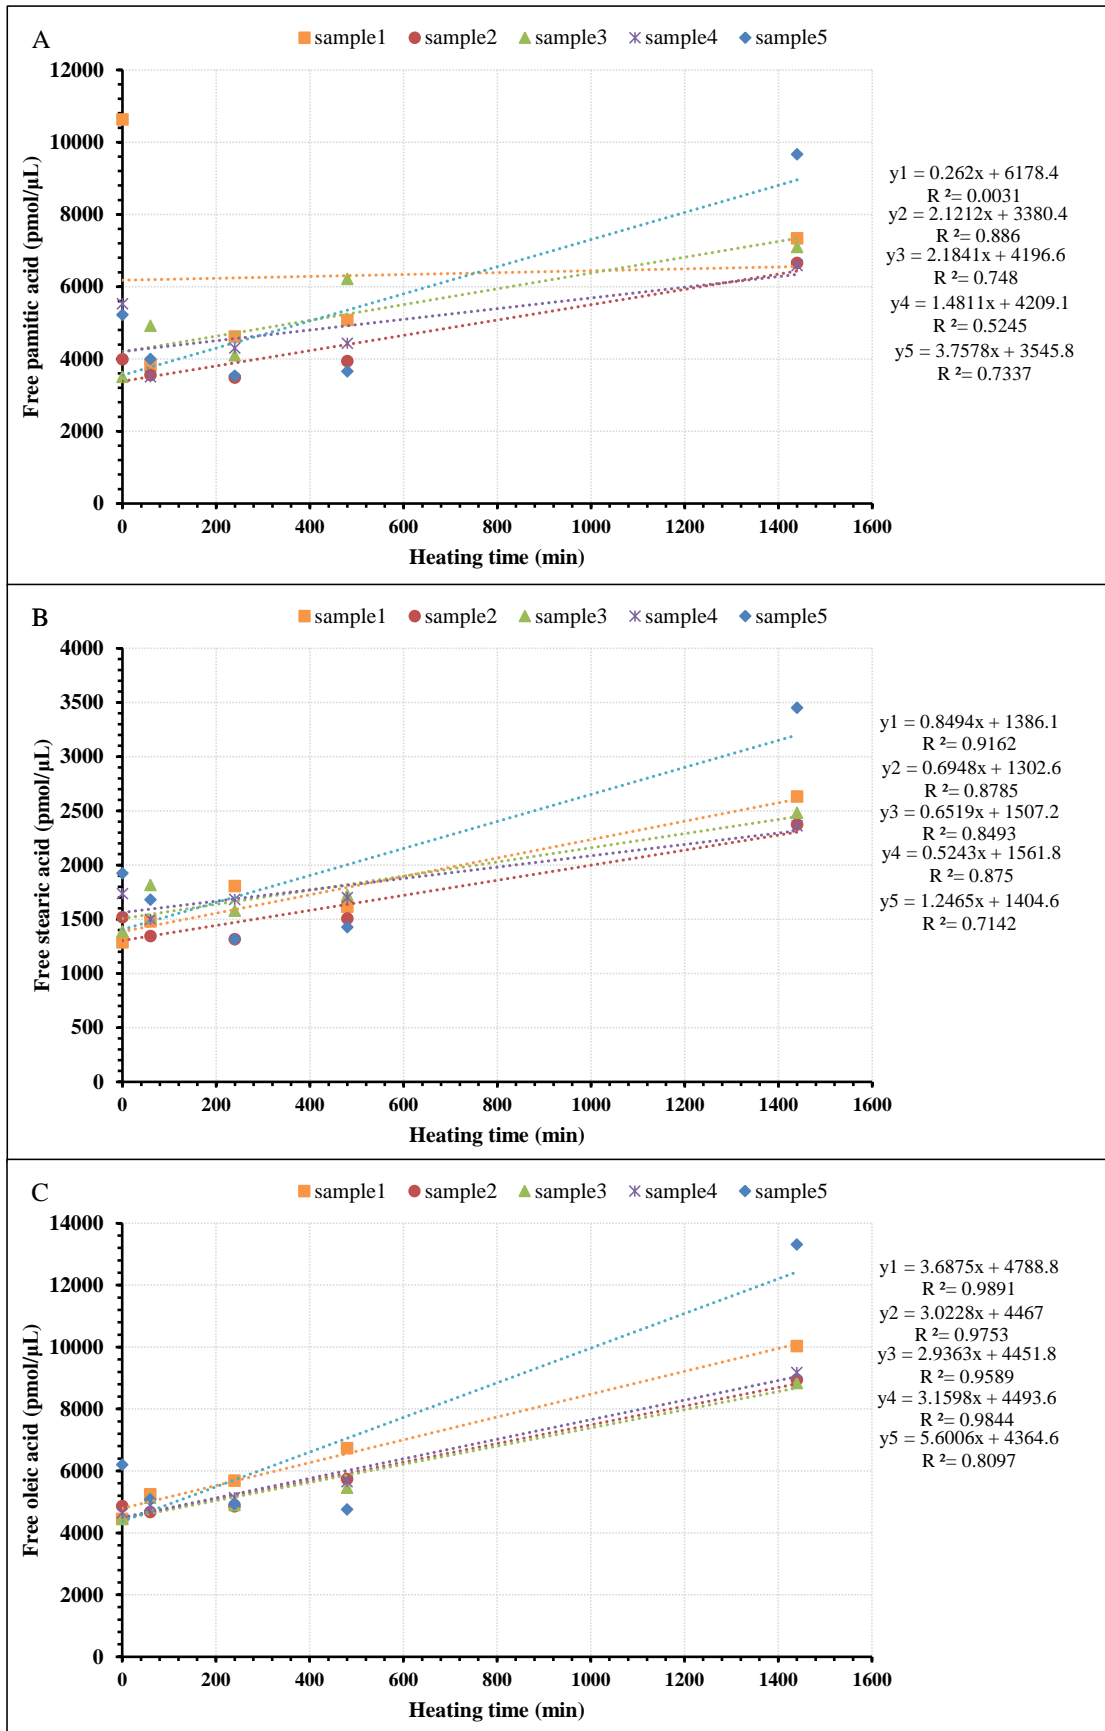 A
sample1 sample2 sample3 sample4 sample5
Free pamitic acid (pmol/µL)
12000
10000
8000
6000
4000
2000
0
0 200 400 600 800 1000 1200 1400 1600
Heating time (min)
y1 = 0.262x + 6178.4
R ²= 0.0031
y2 = 2.1212x + 3380.4
R ²= 0.886
y3 = 2.1841x + 4196.6
R ²= 0.748
y4 = 1.4811x + 4209.1
R ²= 0.5245
y5 = 3.7578x + 3545.8
R ²= 0.7337
B
sample1 sample2 sample3 sample4 sample5
Free stearic acid (pmol/µL)
4000
3500
3000
2500
2000
1500
1000
500
0
0 200 400 600 800 1000 1200 1400 1600
Heating time (min)
y1 = 0.8494x + 1386.1
R ²= 0.9162
y2 = 0.6948x + 1302.6
R ²= 0.8785
y3 = 0.6519x + 1507.2
R ²= 0.8493
y4 = 0.5243x + 1561.8
R ²= 0.875
y5 = 1.2465x + 1404.6
R ²= 0.7142
C
sample1 sample2 sample3 sample4 sample5
Free oleic acid (pmol/µL)
14000
12000
10000
8000
6000
4000
2000
0
0 200 400 600 800 1000 1200 1400 1600
Heating time (min)
y1 = 3.6875x + 4788.8
R ²= 0.9891
y2 = 3.0228x + 4467
R ²= 0.9753
y3 = 2.9363x + 4451.8
R ²= 0.9589
y4 = 3.1598x + 4493.6
R ²= 0.9844
y5 = 5.6006x + 4364.6
R ²= 0.8097